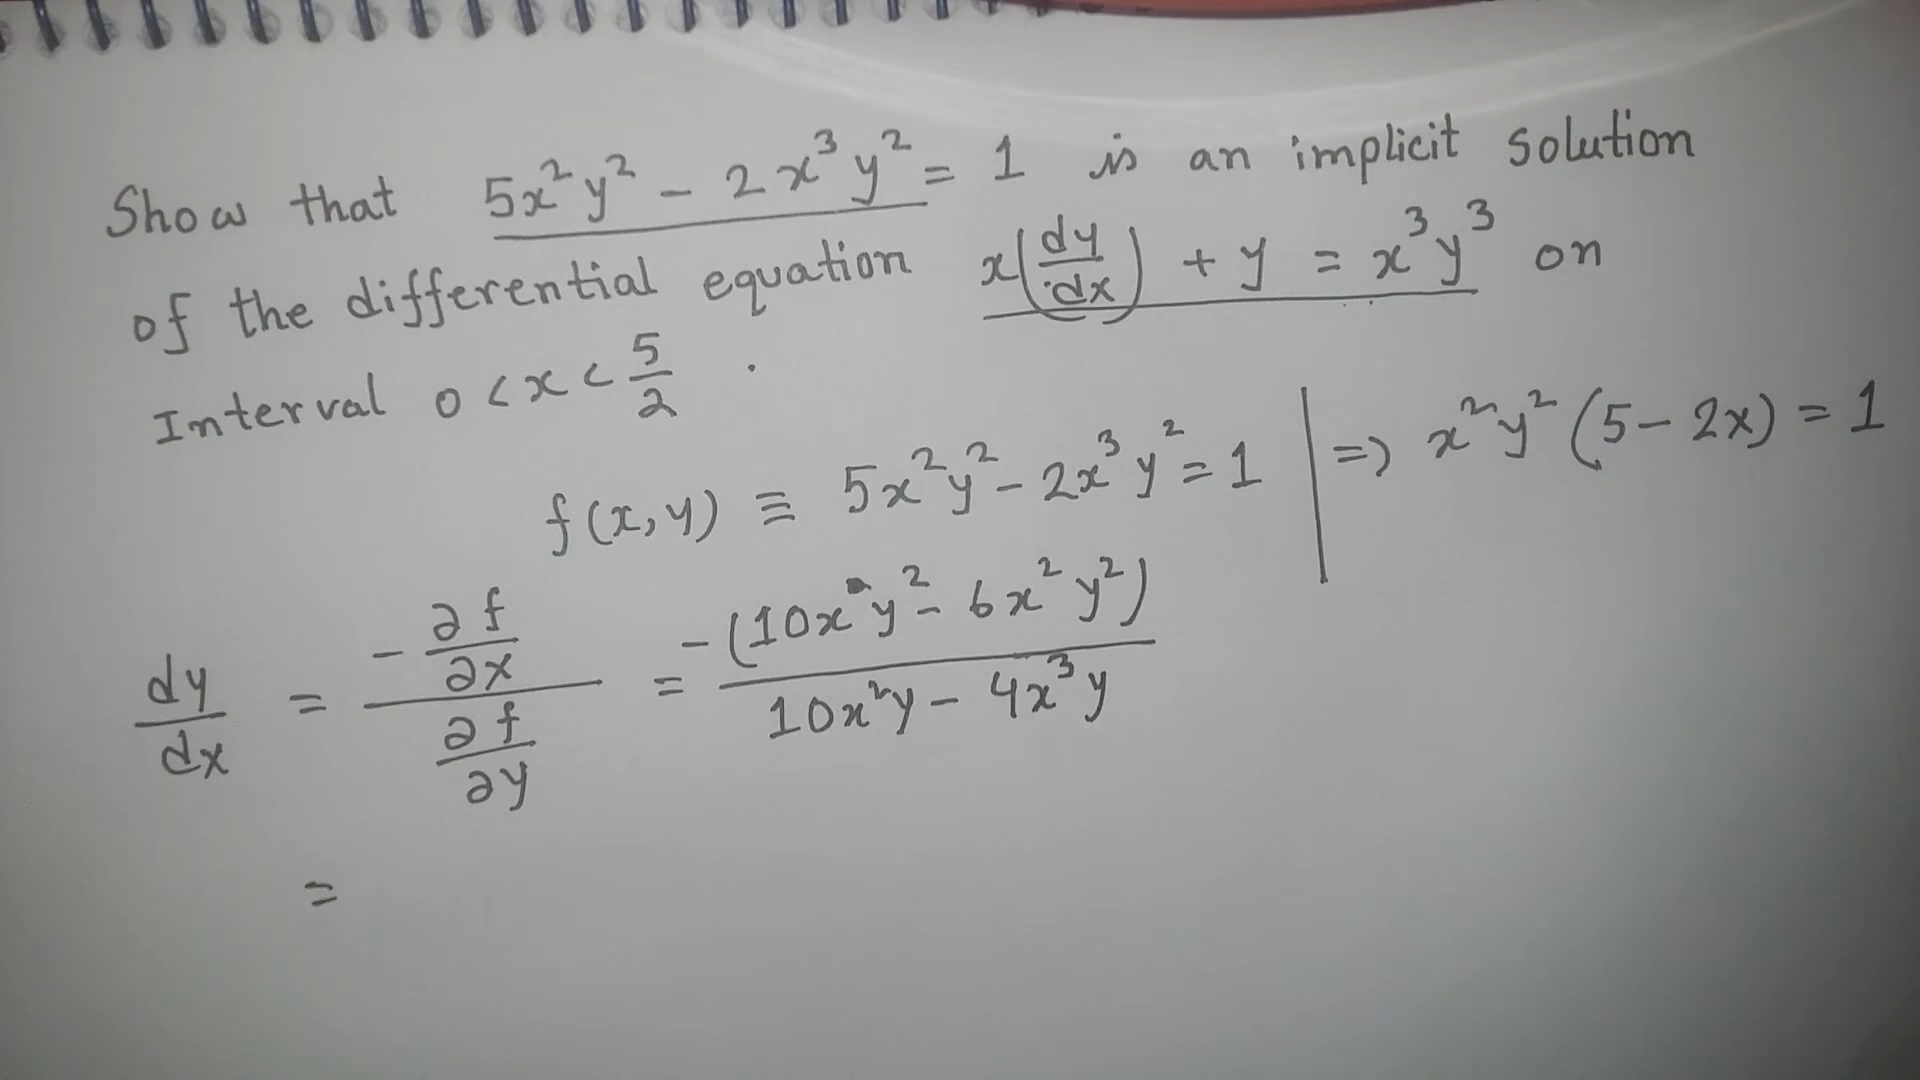 Show that 5x²y² - 2x³y² = 1 is an implicit solution
of the differential equation x(dy/dx) + y = x³y³ on
Interval 0 < x < 5/2 .
f(x,y) ≡ 5x²y² - 2x³y² = 1 | => x²y² (5 - 2x) = 1
dy/dx = (-∂f/∂x)/(∂f/∂y) = -(10xy² - 6x²y²)/(10x²y - 4x³y)
=